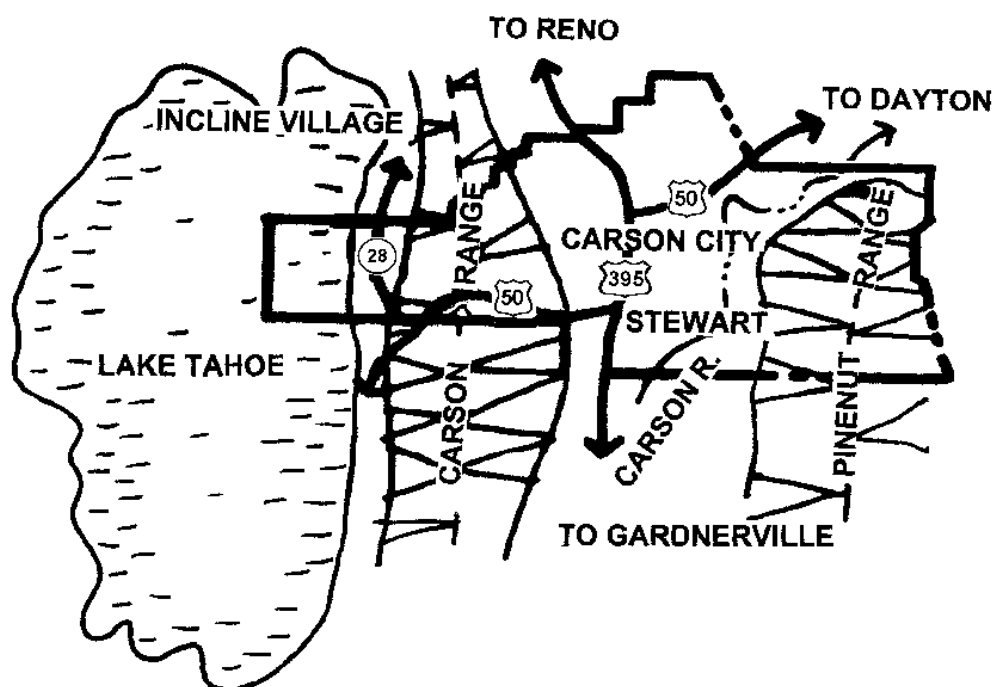 TO RENO
TO DAYTON
INCLINE VILLAGE
50
RANGE
RANGE
CARSON CITY
28
395
50
STEWART
LAKE TAHOE
CARSON R.
CARSON
PINENUT
TO GARDNERVILLE